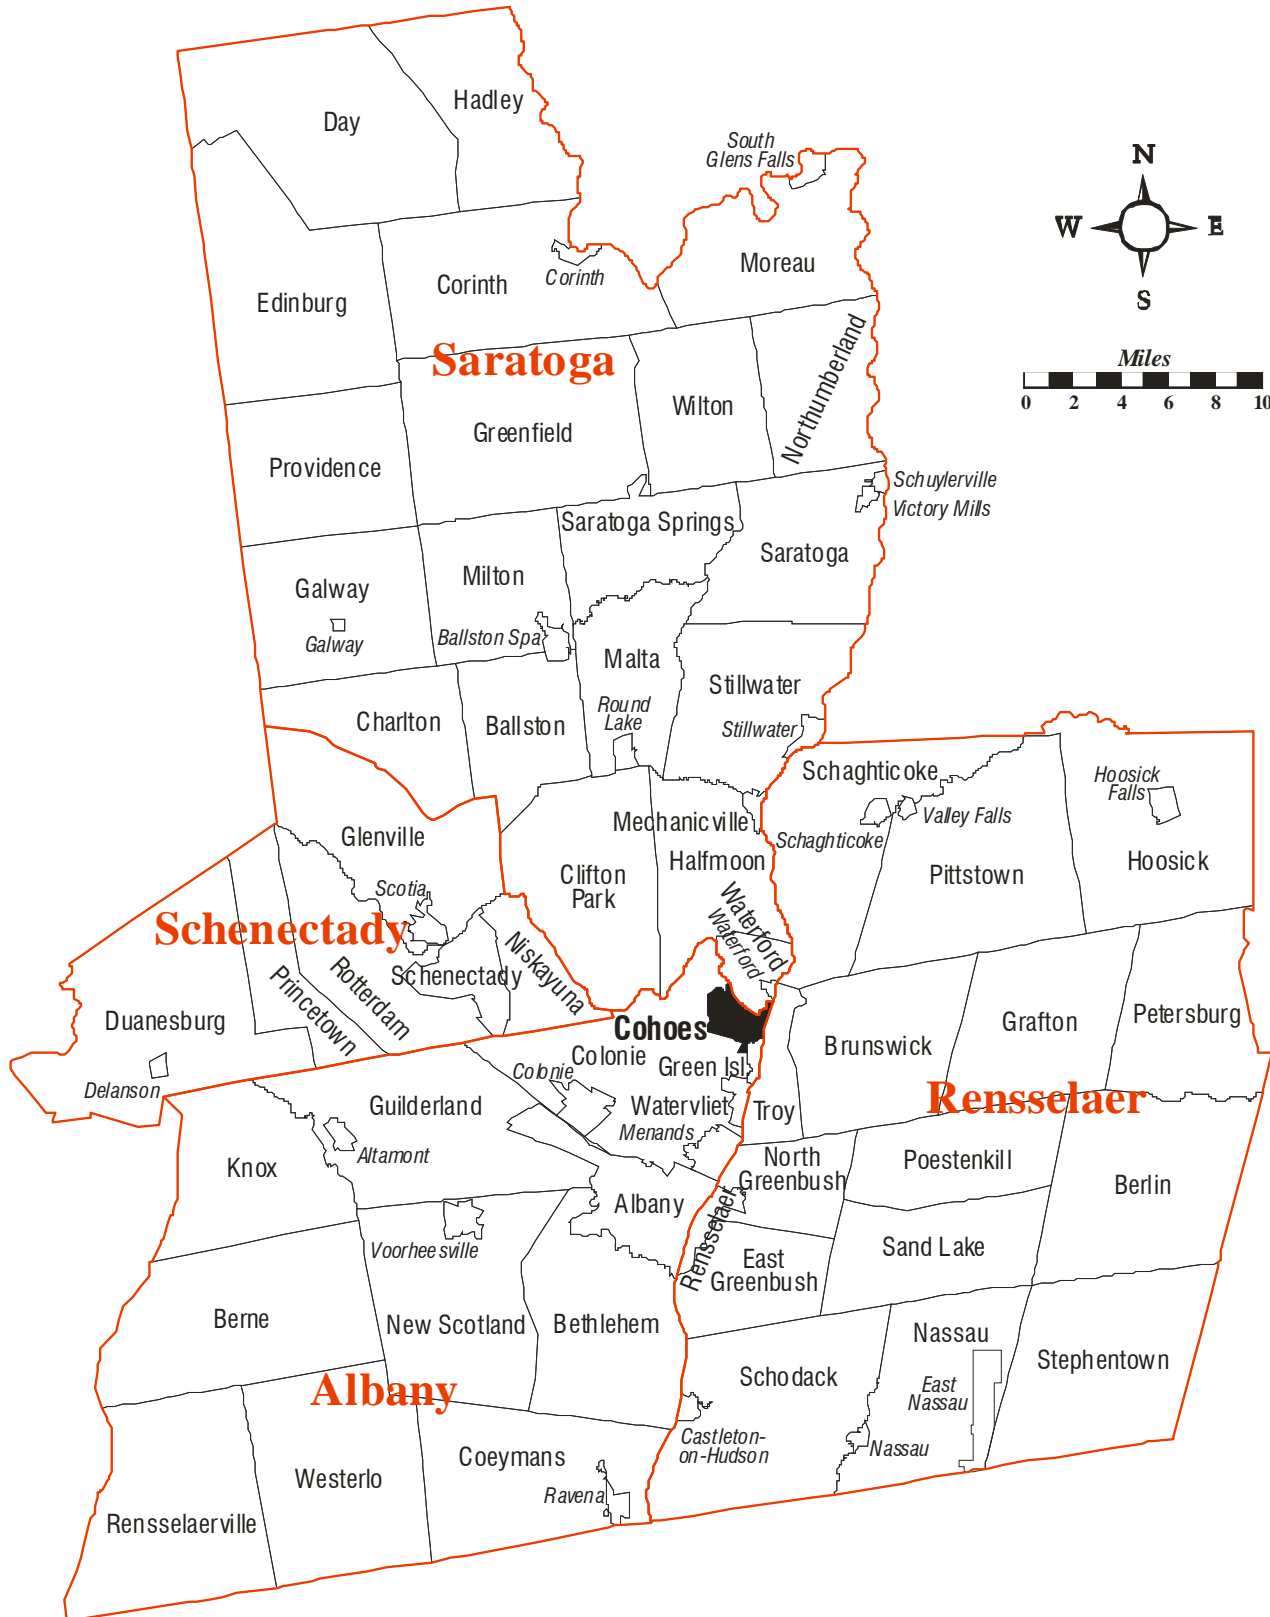 Hadley
Day
South
Glens Falls
N
W
E
S
Moreau
Corinth
Corinth
Edinburg
Saratoga
Miles
0 2 4 6 8 10
Northumberland
Wilton
Greenfield
Providence
Schuylerville
Victory Mills
Saratoga Springs
Saratoga
Milton
Galway
Galway
Ballston Spa
Malta
Stillwater
Round
Lake
Stillwater
Charlton
Ballston
Schaghticoke
Hoosick
Falls
Valley Falls
Schaghticoke
Mechanicville
Glenville
Halfmoon
Hoosick
Clifton
Park
Pittstown
Scotia
Waterford
Waterford
Schenectady
Niskayuna
Schenectady
Rotterdam
Princetown
Duanesburg
Delanson
Cohoes
Colonie
Colonie
Green Isl.
Grafton
Petersburg
Brunswick
Rensselaer
Guilderland
Watervliet
Troy
Menands
Altamont
Knox
North
Greenbush
Poestenkill
Berlin
Albany
Rensselaer
Voorheesville
Sand Lake
East
Greenbush
Berne
New Scotland
Bethlehem
Nassau
Stephentown
Schodack
Albany
East
Nassau
Castleton-
on-Hudson
Nassau
Coeymans
Westerlo
Ravena
Rensselaerville